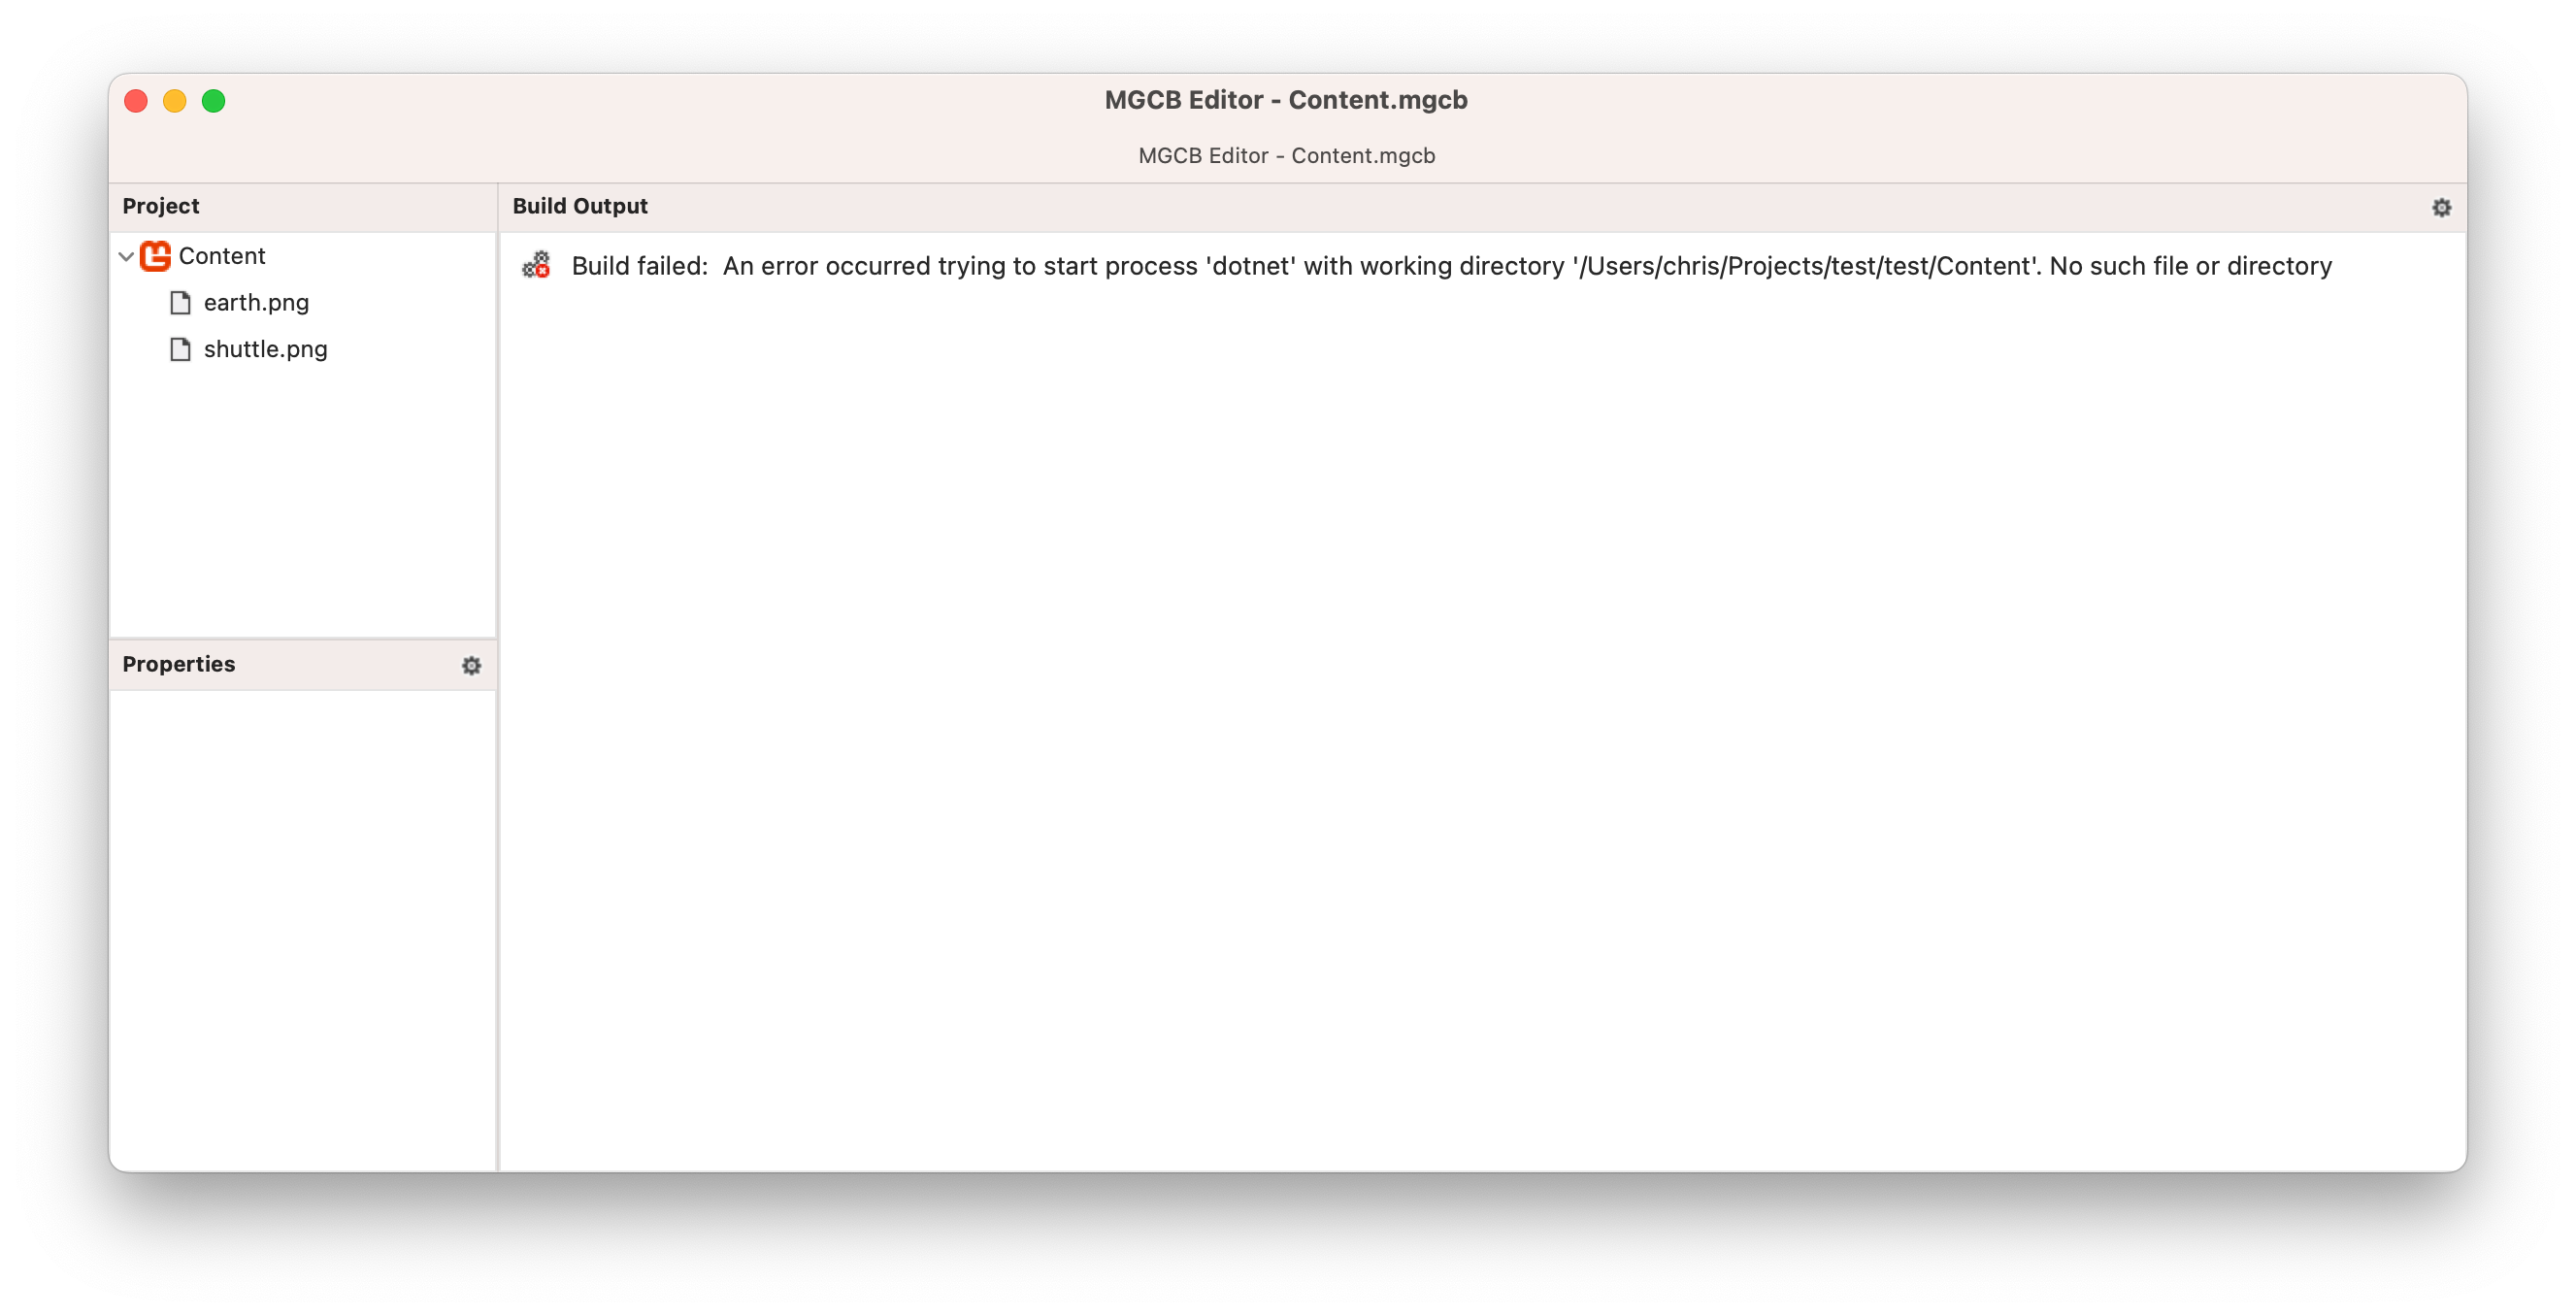 MGCB Editor - Content.mgcb
MGCB Editor - Content.mgcb
Project
Content
earth.png
shuttle.png
Properties
Build Output
Build failed:  An error occurred trying to start process 'dotnet' with working directory '/Users/chris/Projects/test/test/Content'. No such file or directory